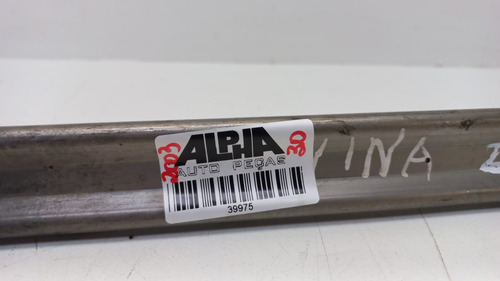 2003
ALPHA
30
AUTO PEÇAS
39975
INA